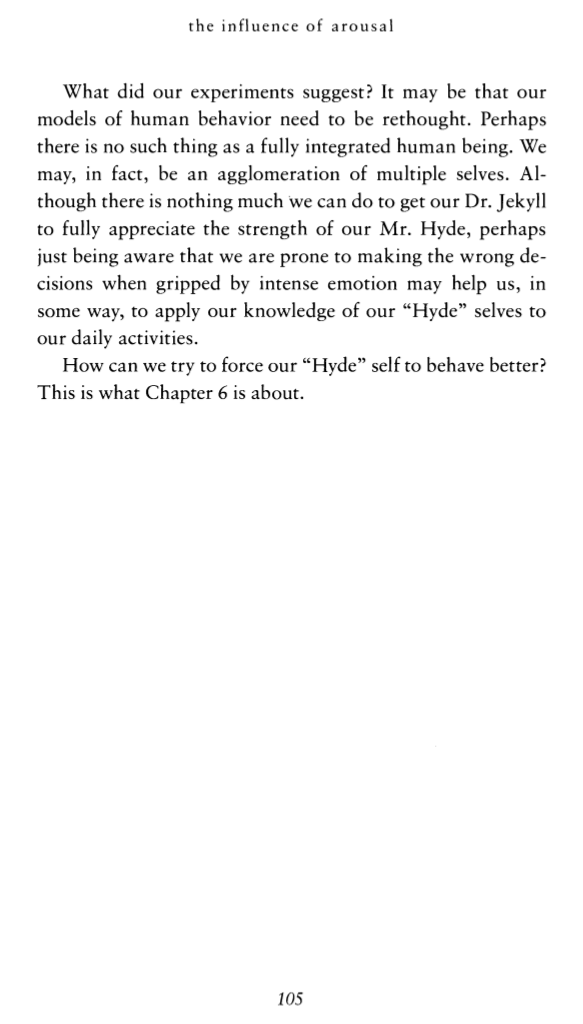 the influence of arousal
What did our experiments suggest? It may be that our
models of human behavior need to be rethought. Perhaps
there is no such thing as a fully integrated human being. We
may, in fact, be an agglomeration of multiple selves. Al-
though there is nothing much we can do to get our Dr. Jekyll
to fully appreciate the strength of our Mr. Hyde, perhaps
just being aware that we are prone to making the wrong de-
cisions when gripped by intense emotion may help us, in
some way, to apply our knowledge of our “Hyde” selves to
our daily activities.
How can we try to force our “Hyde” self to behave better?
This is what Chapter 6 is about.
105